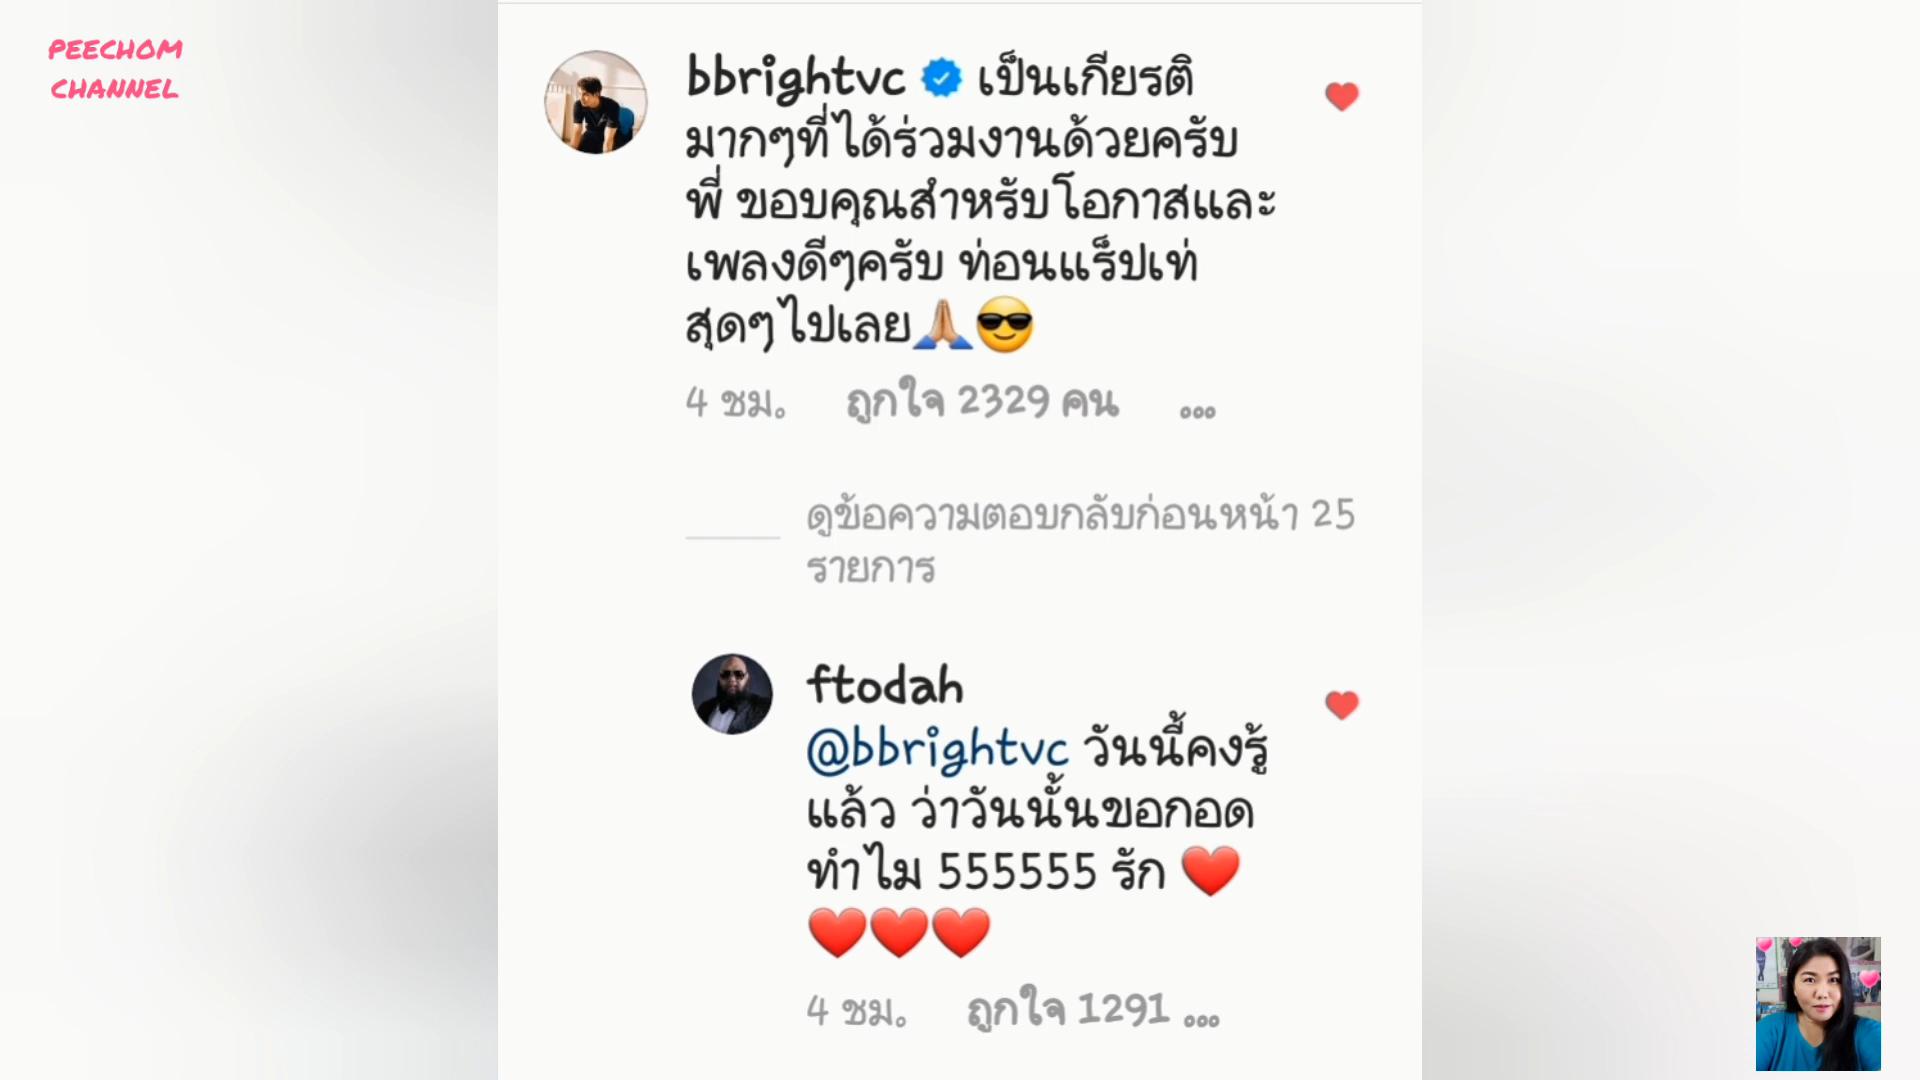 PEECHOM
CHANNEL
bbrightvc เป็นเกียรติ
มากๆที่ได้ร่วมงานด้วยครับ
พี่ ขอบคุณสำหรับโอกาสและ
เพลงดีๆครับ ท่อนแร็ปเท่
สุดๆไปเลย🙏🏼😎
4 ชม. ถูกใจ 2329 คน ...
ดูข้อความตอบกลับก่อนหน้า 25
รายการ
ftodah
@bbrightvc วันนี้คงรู้
แล้ว ว่าวันนั้นขอกอด
ทำไม 555555 รัก ❤️
❤️❤️❤️
4 ชม. ถูกใจ 1291 ...